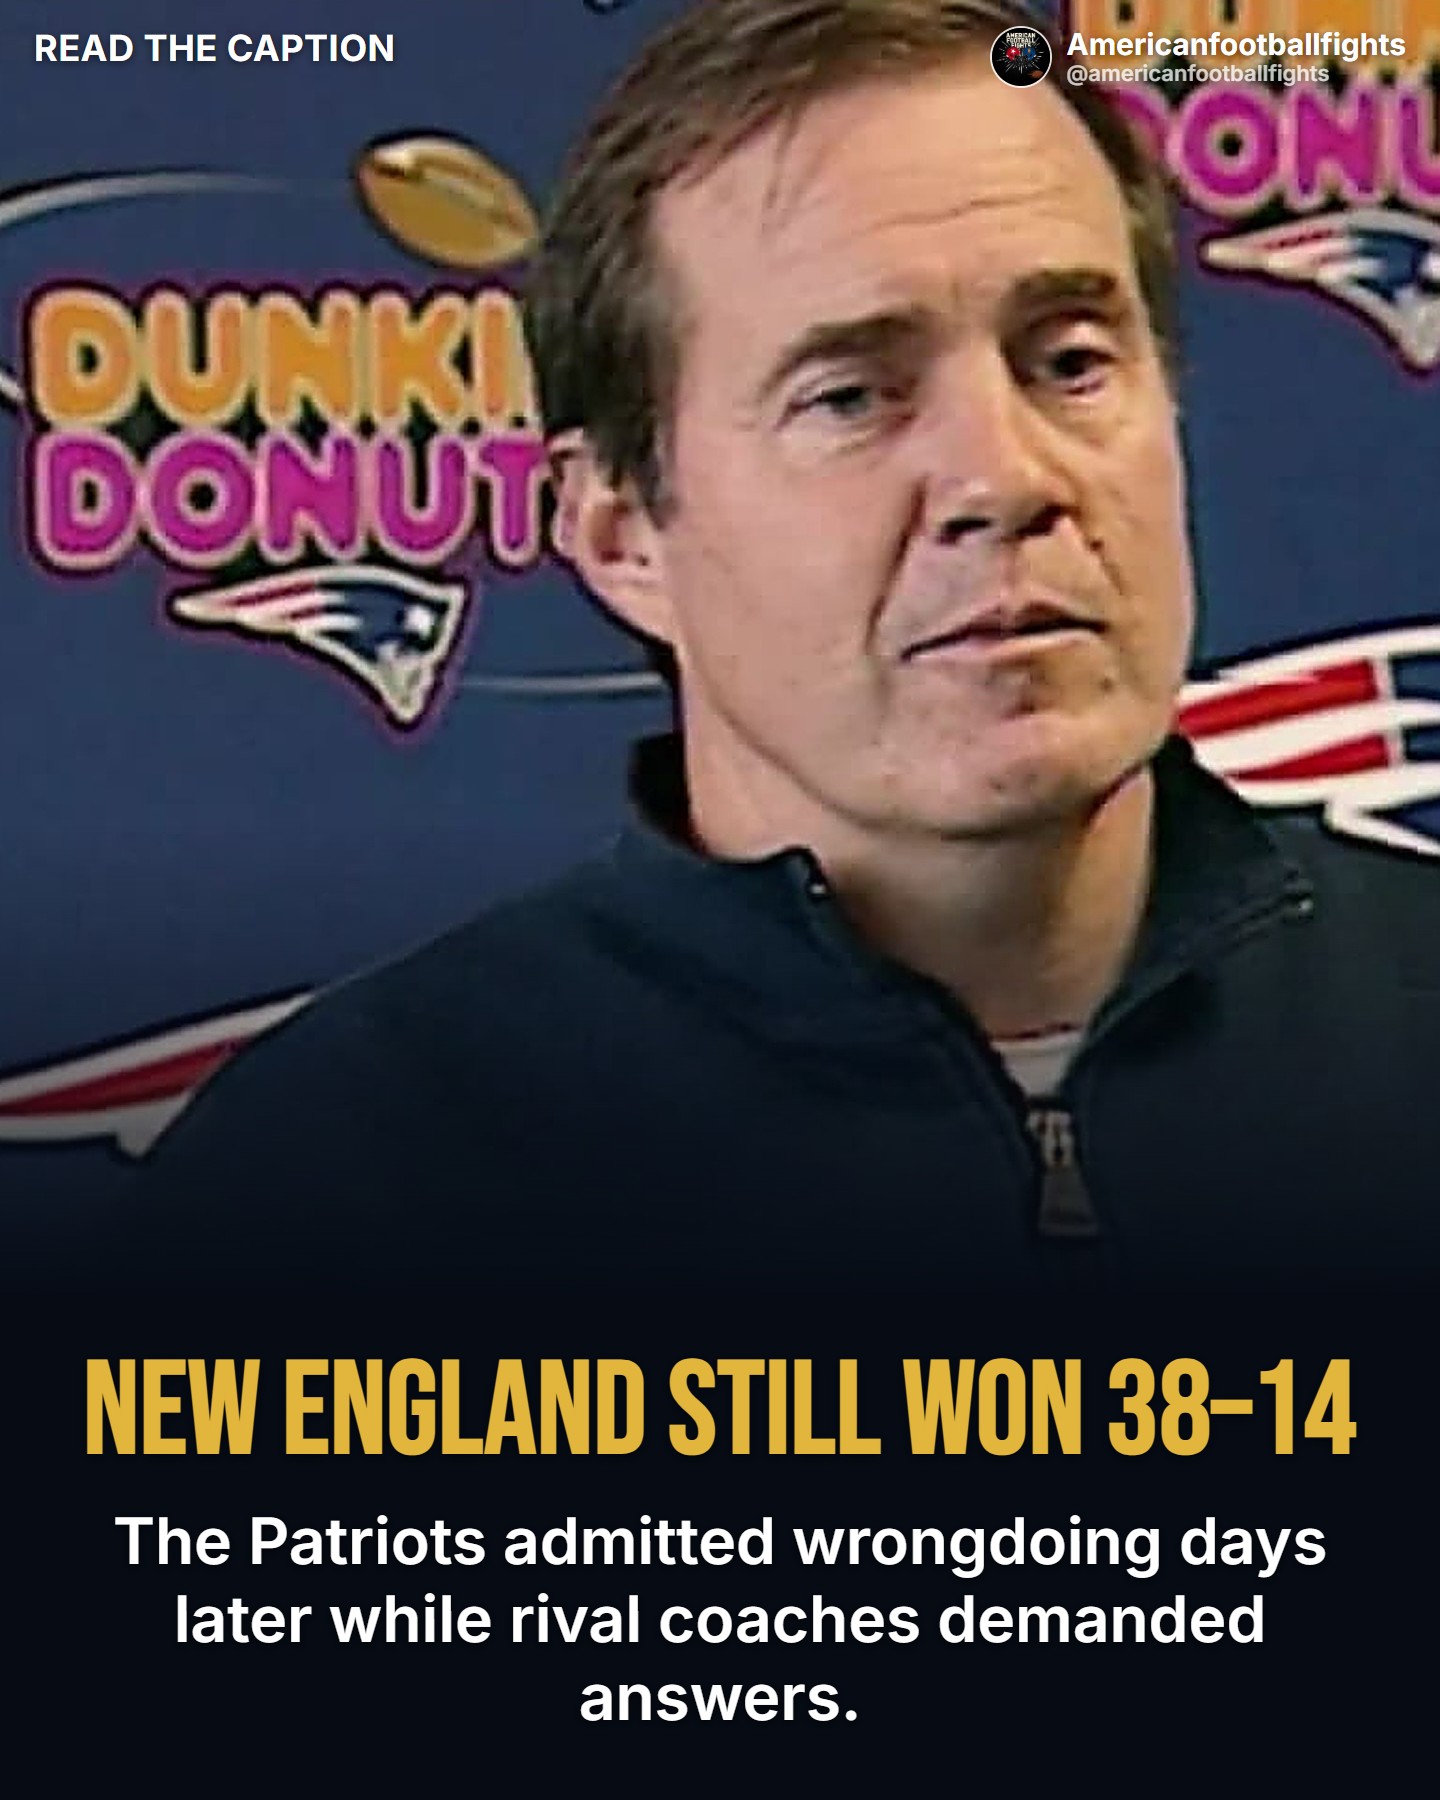 READ THE CAPTION
Americanfootballfights
@americanfootballfights
DUNKI
DONUT
DONU
NEW ENGLAND STILL WON 38–14
The Patriots admitted wrongdoing days
later while rival coaches demanded
answers.